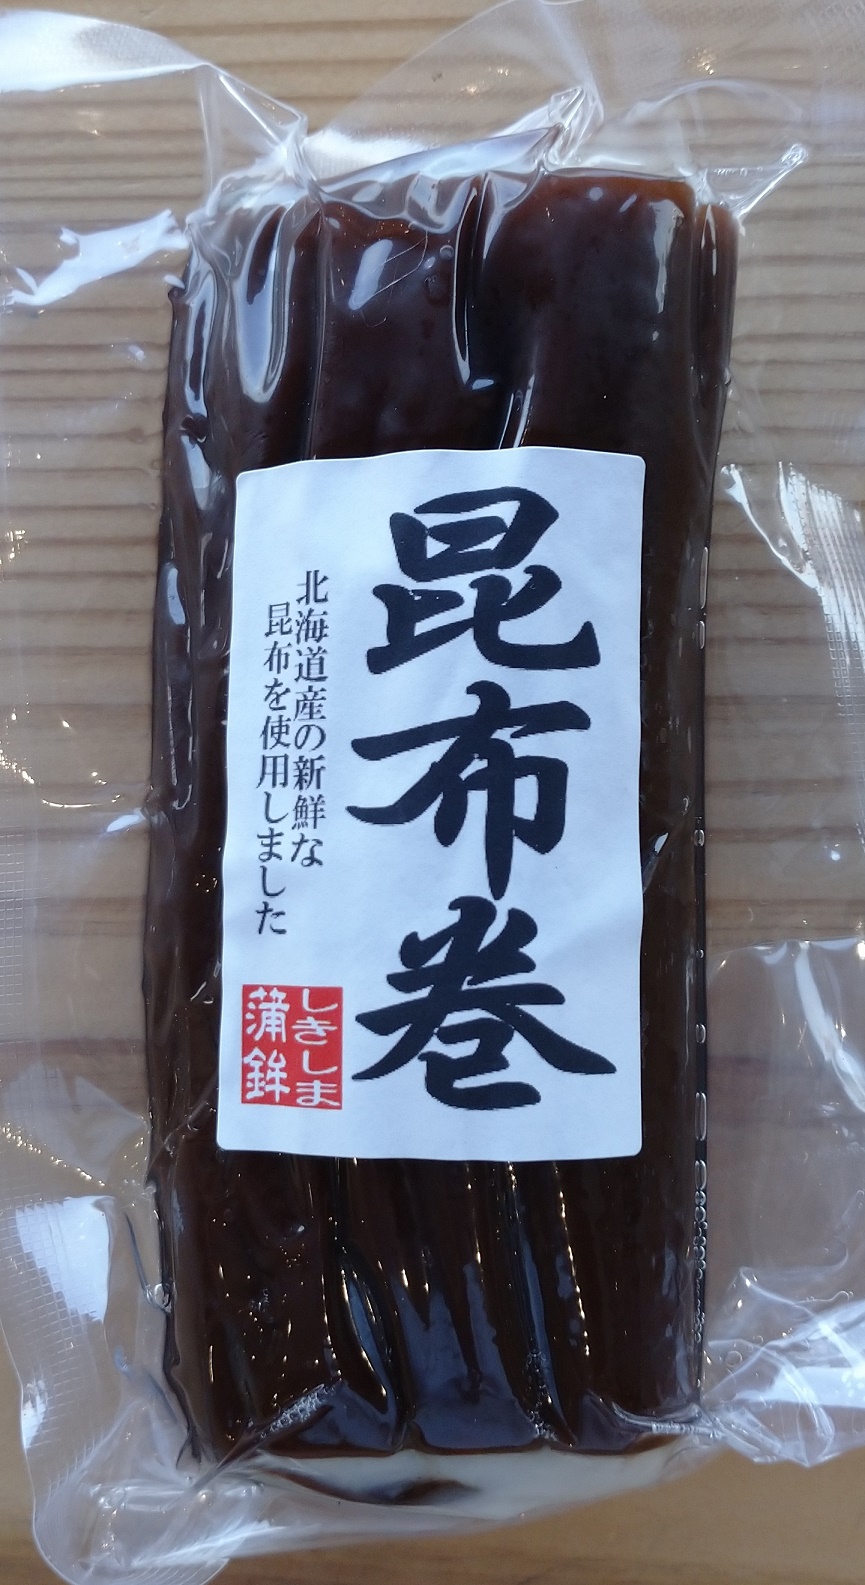 昆布巻
北海道産の新鮮な
昆布を使用しました
しきしま
蒲鉾